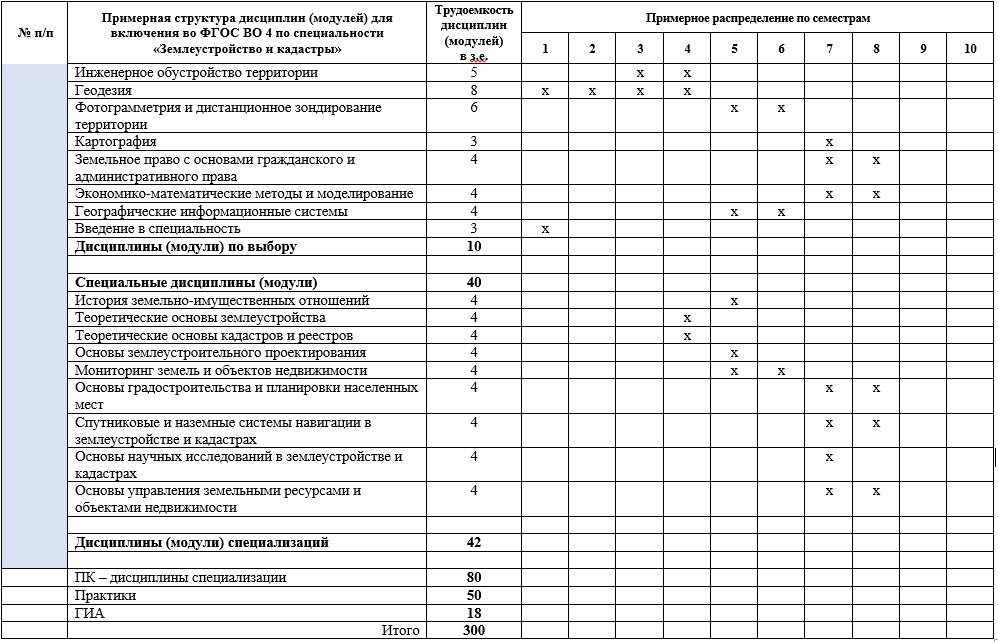 № п/п
Примерная структура дисциплин (модулей) для
включения во ФГОС ВО 4 по специальности
«Землеустройство и кадастры»
Трудоемкость
дисциплин
(модулей)
в з.е.
Примерное распределение по семестрам
1 2 3 4 5 6 7 8 9 10
Инженерное обустройство территории 5 х х
Геодезия 8 х х х х
Фотограмметрия и дистанционное зондирование 6 х х
территории
Картография 3 х
Земельное право с основами гражданского и 4 х х
административного права
Экономико-математические методы и моделирование 4 х х
Географические информационные системы 4 х х
Введение в специальность 3 х
Дисциплины (модули) по выбору 10
Специальные дисциплины (модули) 40
История земельно-имущественных отношений 4 х
Теоретические основы землеустройства 4 х
Теоретические основы кадастров и реестров 4 х
Основы землеустроительного проектирования 4 х
Мониторинг земель и объектов недвижимости 4 х х
Основы градостроительства и планировки населенных 4 х х
мест
Спутниковые и наземные системы навигации в 4 х х
землеустройстве и кадастрах
Основы научных исследований в землеустройстве и 4 х
кадастрах
Основы управления земельными ресурсами и 4 х х
объектами недвижимости
Дисциплины (модули) специализаций 42
ПК – дисциплины специализации 80
Практики 50
ГИА 18
Итого 300